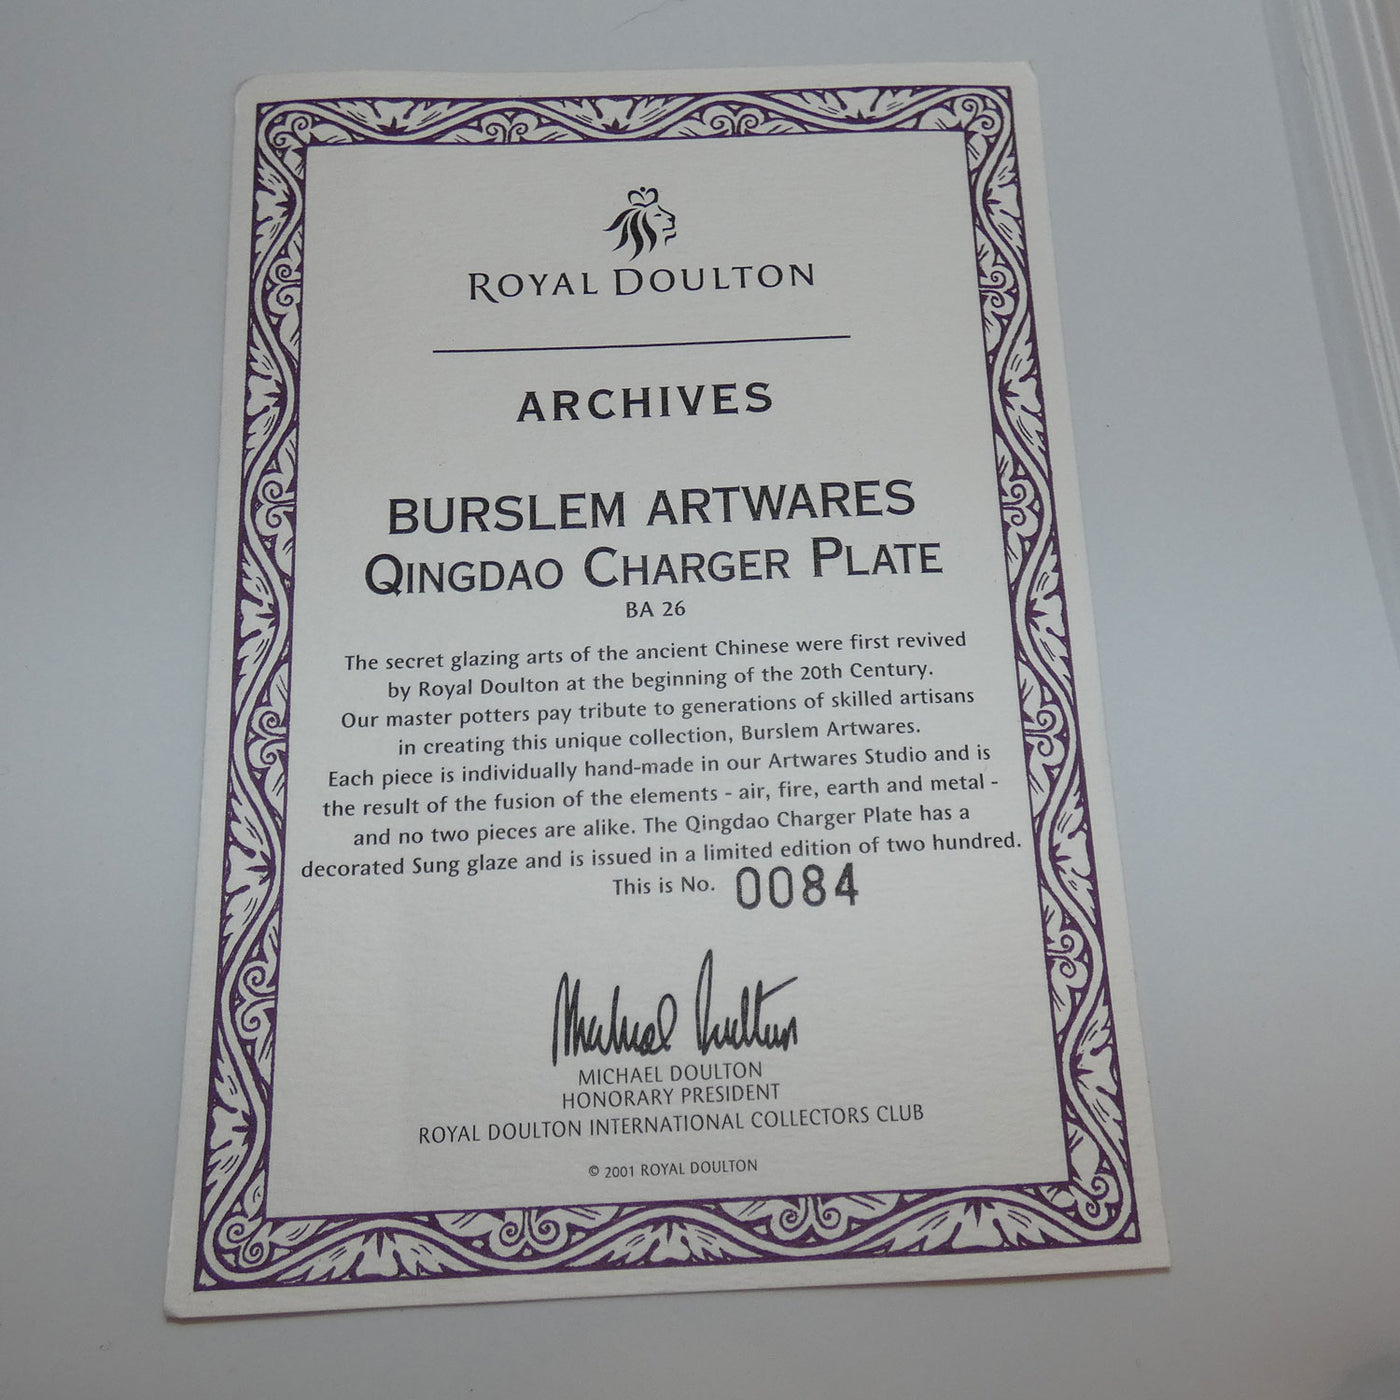 ROYAL DOULTON
ARCHIVES
BURSLEM ARTWARES
QINGDAO CHARGER PLATE
BA 26
The secret glazing arts of the ancient Chinese were first revived
by Royal Doulton at the beginning of the 20th Century.
Our master potters pay tribute to generations of skilled artisans
in creating this unique collection, Burslem Artwares.
Each piece is individually hand-made in our Artwares Studio and is
the result of the fusion of the elements - air, fire, earth and metal -
and no two pieces are alike. The Qingdao Charger Plate has a
decorated Sung glaze and is issued in a limited edition of two hundred.
This is No. 0084
Michael Doulton
MICHAEL DOULTON
HONORARY PRESIDENT
ROYAL DOULTON INTERNATIONAL COLLECTORS CLUB
© 2001 ROYAL DOULTON